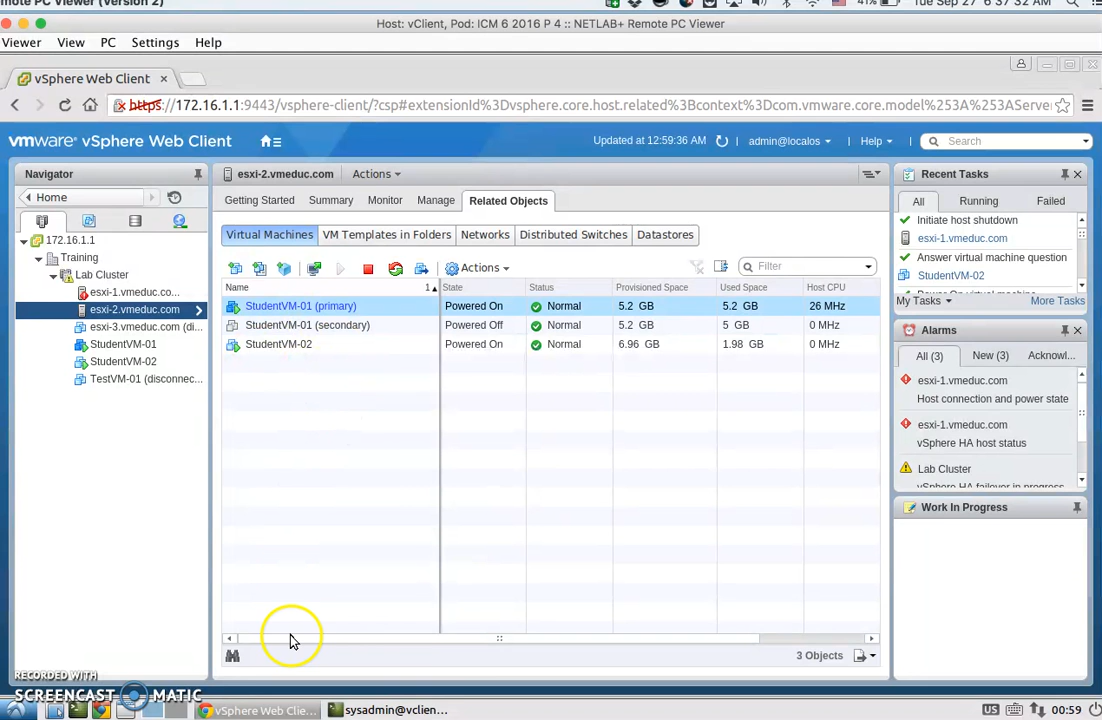 mote PC Viewer (Version 2)
41%
Tue Sep 27 6:37:32 AM
Host: vClient, Pod: ICM 6 2016 P 4 :: NETLAB+ Remote PC Viewer
Viewer View PC Settings Help
vSphere Web Client ×
https://172.16.1.1:9443/vsphere-client/?csp#extensionId%3Dvsphere.core.host.related%3Bcontext%3Dcom.vmware.core.model%253A%253AServe
vmware® vSphere Web Client
Updated at 12:59:36 AM
admin@localos
Help
Search
Navigator
Home
172.16.1.1
Training
Lab Cluster
esxi-1.vmeduc.co...
esxi-2.vmeduc.com
esxi-3.vmeduc.com (di...
StudentVM-01
StudentVM-02
TestVM-01 (disconnec...
esxi-2.vmeduc.com Actions
Getting Started Summary Monitor Manage Related Objects
Virtual Machines VM Templates in Folders Networks Distributed Switches Datastores
Actions
Filter
Name 1 State Status Provisioned Space Used Space Host CPU
StudentVM-01 (primary) Powered On Normal 5.2 GB 5.2 GB 26 MHz
StudentVM-01 (secondary) Powered Off Normal 5.2 GB 5 GB 0 MHz
StudentVM-02 Powered On Normal 6.96 GB 1.98 GB 0 MHz
3 Objects
Recent Tasks
All Running Failed
Initiate host shutdown
esxi-1.vmeduc.com
Answer virtual machine question
StudentVM-02
My Tasks More Tasks
Alarms
All (3) New (3) Acknowl...
esxi-1.vmeduc.com
Host connection and power state
esxi-1.vmeduc.com
vSphere HA host status
Lab Cluster
vSphere HA failover in progress
Work In Progress
RECORDED WITH
SCREENCAST MATIC
vSphere Web Clie...
sysadmin@vclien...
US
00:59